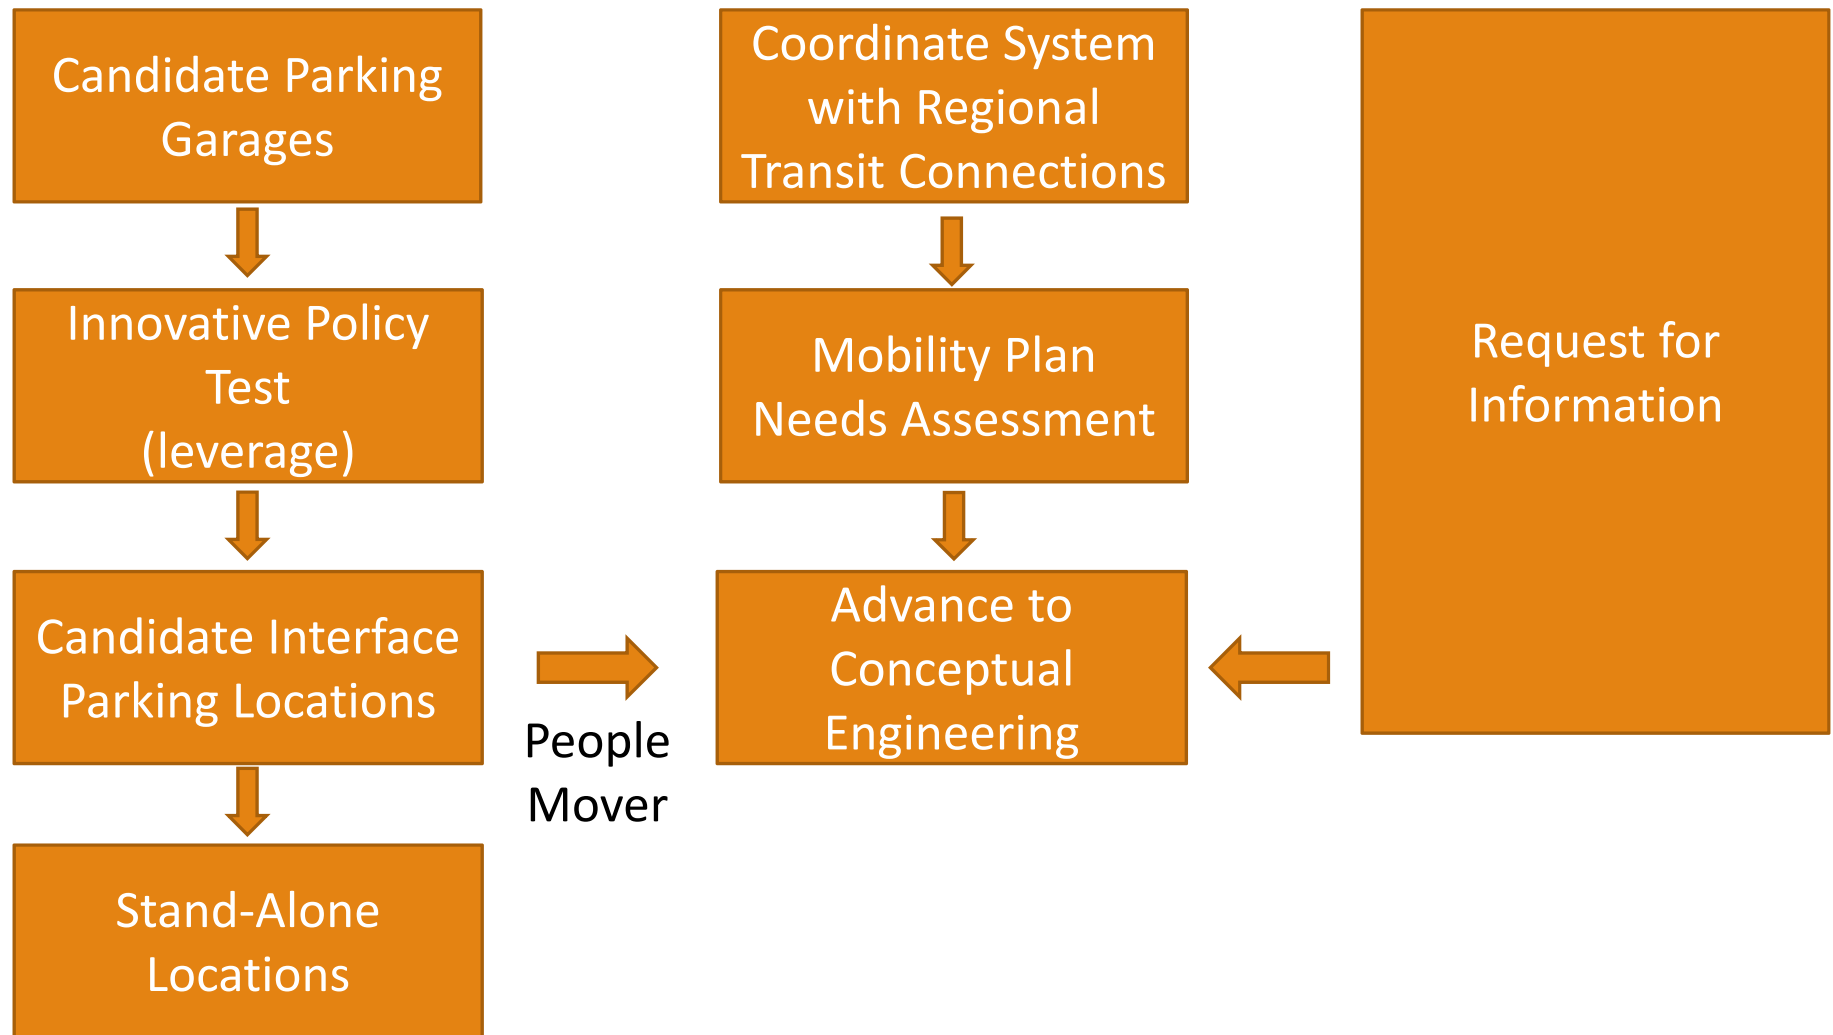 Candidate Parking
Garages
Innovative Policy
Test
(leverage)
Candidate Interface
Parking Locations
Stand-Alone
Locations
People
Mover
Coordinate System
with Regional
Transit Connections
Mobility Plan
Needs Assessment
Advance to
Conceptual
Engineering
Request for
Information